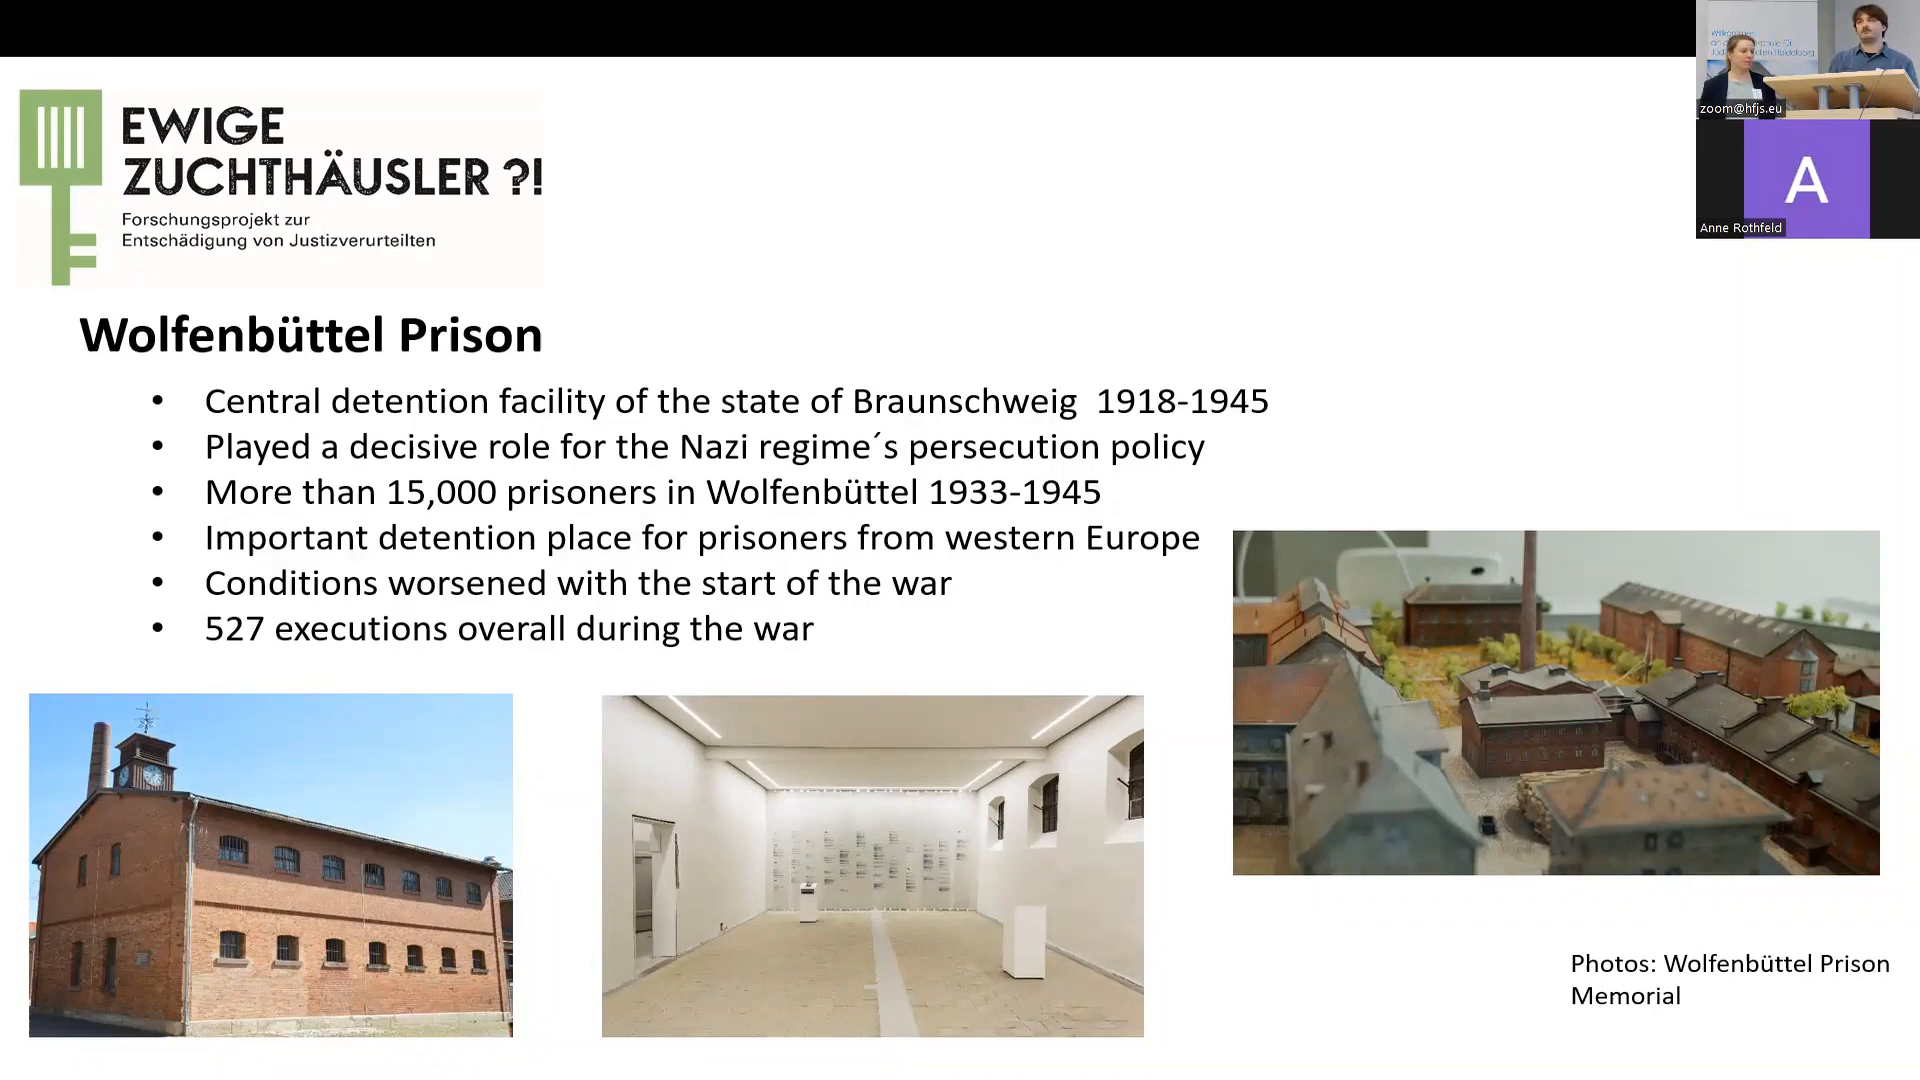 EWIGE
ZUCHTHÄUSLER ?!
Forschungsprojekt zur
Entschädigung von Justizverurteilten
Wolfenbüttel Prison
• Central detention facility of the state of Braunschweig 1918-1945
• Played a decisive role for the Nazi regime´s persecution policy
• More than 15,000 prisoners in Wolfenbüttel 1933-1945
• Important detention place for prisoners from western Europe
• Conditions worsened with the start of the war
• 527 executions overall during the war
Photos: Wolfenbüttel Prison
Memorial
zoom@hfjs.eu
A
Anne Rothfeld